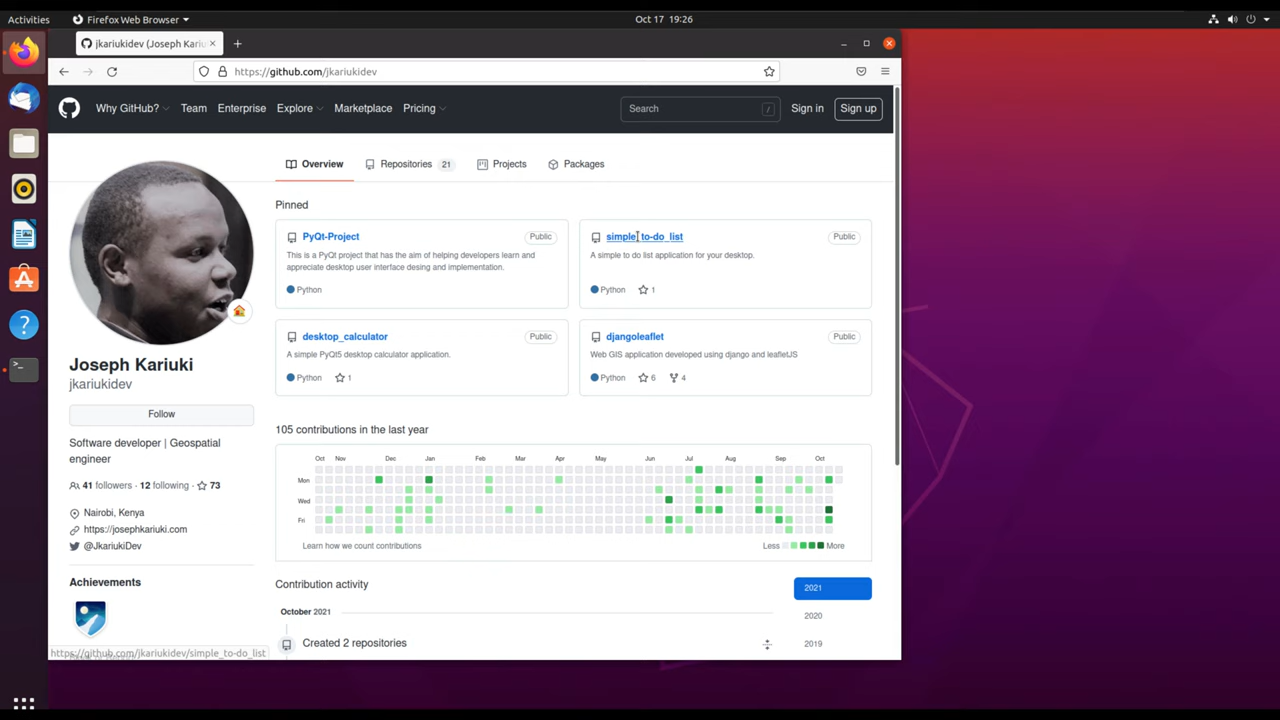 Activities
Firefox Web Browser
Oct 17 19:26
jkariukidev (Joseph Kariu
https://github.com/jkariukidev
Why GitHub?
Team
Enterprise
Explore
Marketplace
Pricing
Search
/
Sign in
Sign up
Overview
Repositories 21
Projects
Packages
Pinned
PyQt-Project
Public
This is a PyQt project that has the aim of helping developers learn and
appreciate desktop user interface desing and implementation.
Python
simple_to-do_list
Public
A simple to do list application for your desktop.
Python 1
desktop_calculator
Public
A simple PyQt5 desktop calculator application.
Python 1
djangoleaflet
Public
Web GIS application developed using django and leafletJS
Python 6 4
Joseph Kariuki
jkariukidev
Follow
Software developer | Geospatial
engineer
41 followers · 12 following · 73
Nairobi, Kenya
https://josephkariuki.com
@JkariukiDev
Achievements
105 contributions in the last year
Oct Nov Dec Jan Feb Mar Apr May Jun Jul Aug Sep Oct
Mon
Wed
Fri
Learn how we count contributions
Less More
Contribution activity
2021
2020
2019
October 2021
Created 2 repositories
https://github.com/jkariukidev/simple_to-do_list